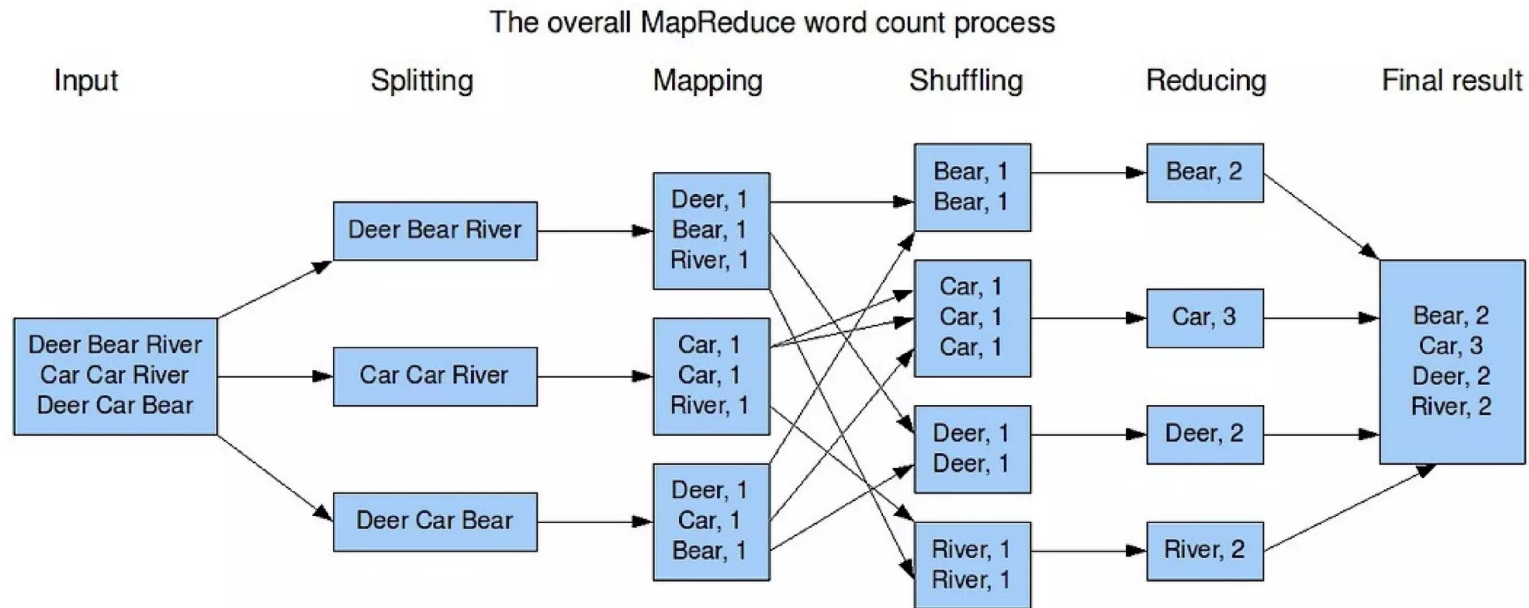 The overall MapReduce word count process
Input
Splitting
Mapping
Shuffling
Reducing
Final result
Deer Bear River
Car Car River
Deer Car Bear
Deer Bear River
Car Car River
Deer Car Bear
Deer, 1
Bear, 1
River, 1
Car, 1
Car, 1
River, 1
Deer, 1
Car, 1
Bear, 1
Bear, 1
Bear, 1
Car, 1
Car, 1
Car, 1
Deer, 1
Deer, 1
River, 1
River, 1
Bear, 2
Car, 3
Deer, 2
River, 2
Bear, 2
Car, 3
Deer, 2
River, 2